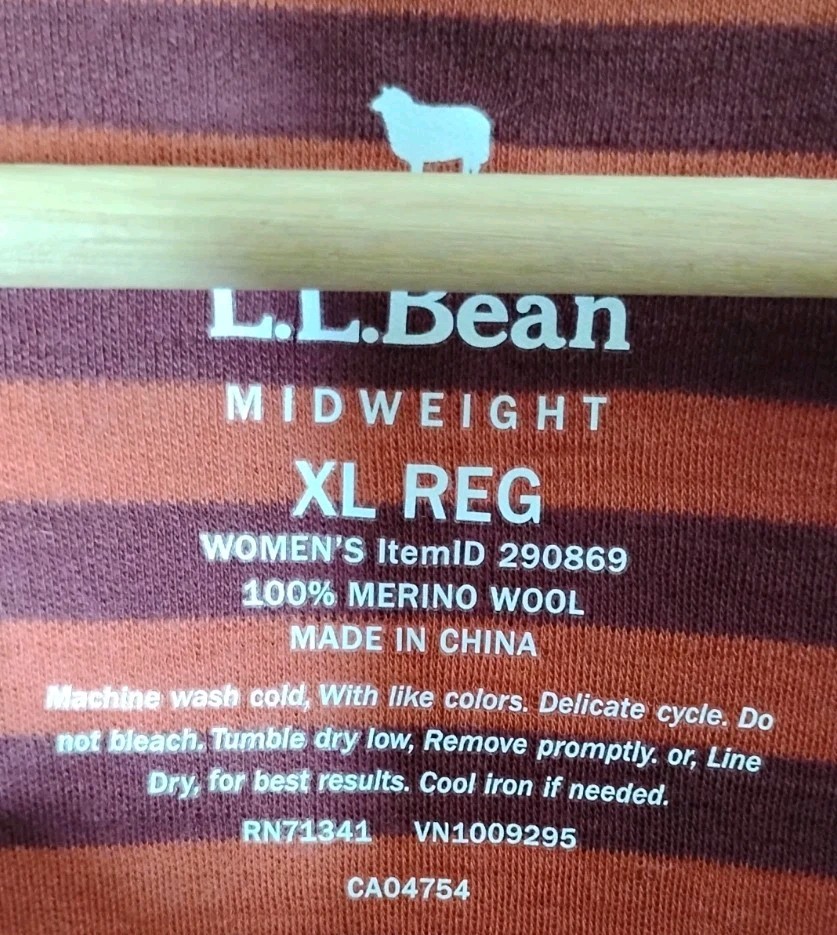 L.L.Bean
MIDWEIGHT
XL REG
WOMEN'S ItemID 290869
100% MERINO WOOL
MADE IN CHINA
Machine wash cold, With like colors. Delicate cycle. Do
not bleach. Tumble dry low, Remove promptly. or, Line
Dry, for best results. Cool iron if needed.
RN71341 VN1009295
CA04754